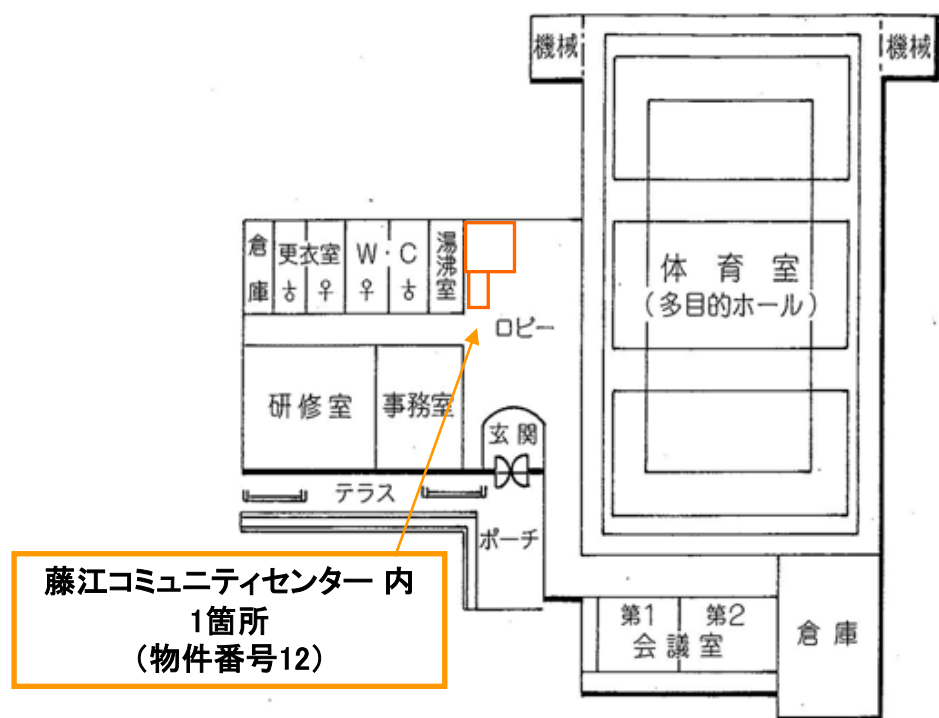 機械
機械
倉庫
更衣室
♂
♀
W・C
♀
♂
湯沸室
体育室
(多目的ホール)
ロビー
研修室
事務室
玄関
テラス
ポーチ
藤江コミュニティセンター 内
1箇所
(物件番号12)
第1
第2
会議室
倉庫